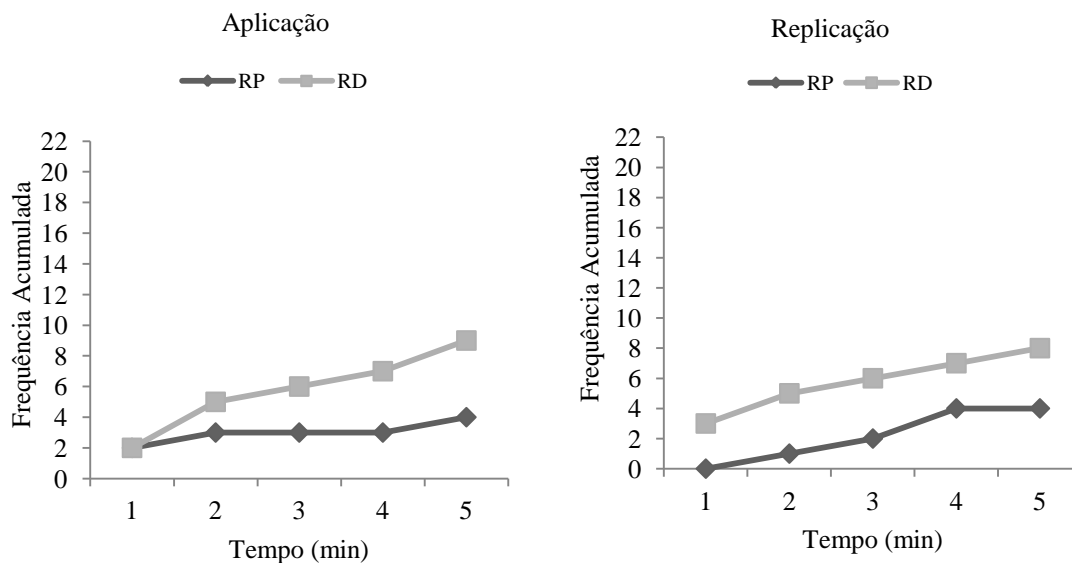 Aplicação
RP RD
Frequência Acumulada
22
20
18
16
14
12
10
8
6
4
2
0
1 2 3 4 5
Tempo (min)
Replicação
RP RD
Frequência Acumulada
22
20
18
16
14
12
10
8
6
4
2
0
1 2 3 4 5
Tempo (min)